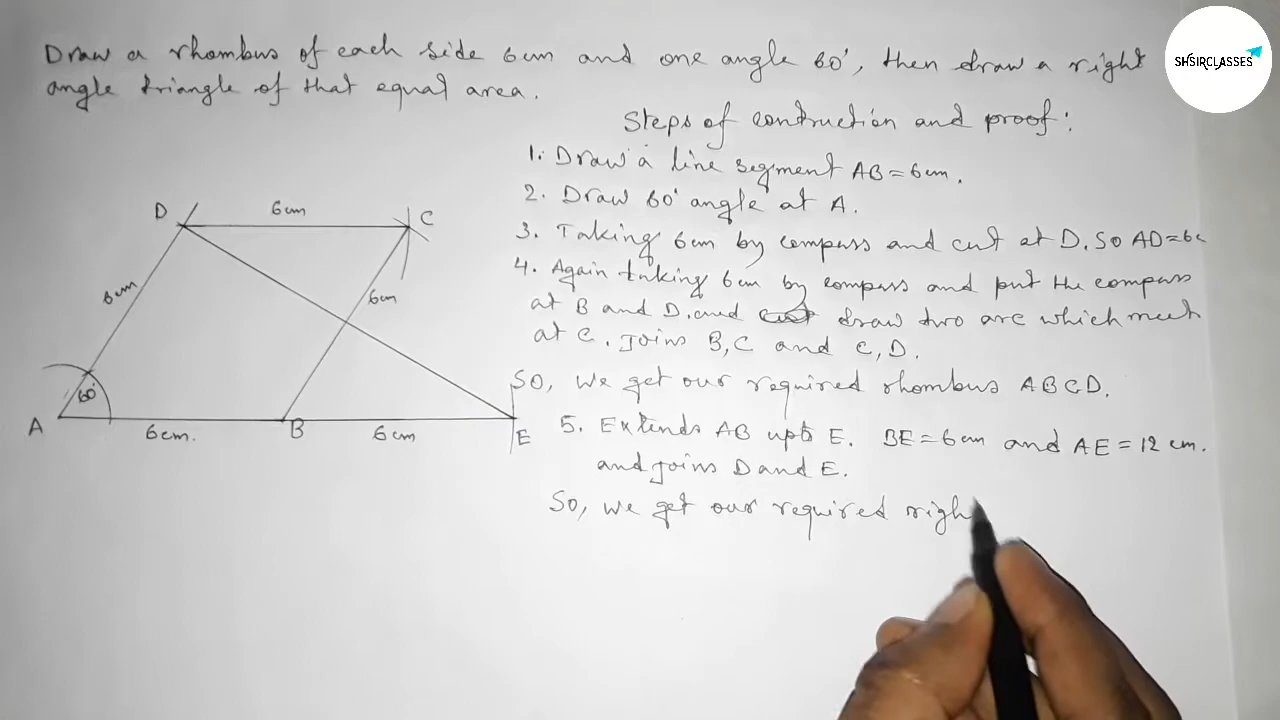 Draw a rhombus of each side 6cm and one angle 60°, then draw a right
angle triangle of that equal area.
SHSIRCLASSES
Steps of contruction and proof:
1. Draw a line segment AB=6cm.
2. Draw 60° angle at A.
3. Taking 6cm by compass and cut at D. So AD=6c
4. Again taking 6cm by compass and put the compass
at B and D. and draw two arc which meet
at C. Joins B,C and C,D.
So, we get our required rhombus ABCD.
5. Extends AB upto E. BE=6cm and AE=12 cm.
and joins D and E.
So, we get our required righ
D 6cm C
6cm 6cm
60°
A 6cm. B 6cm E